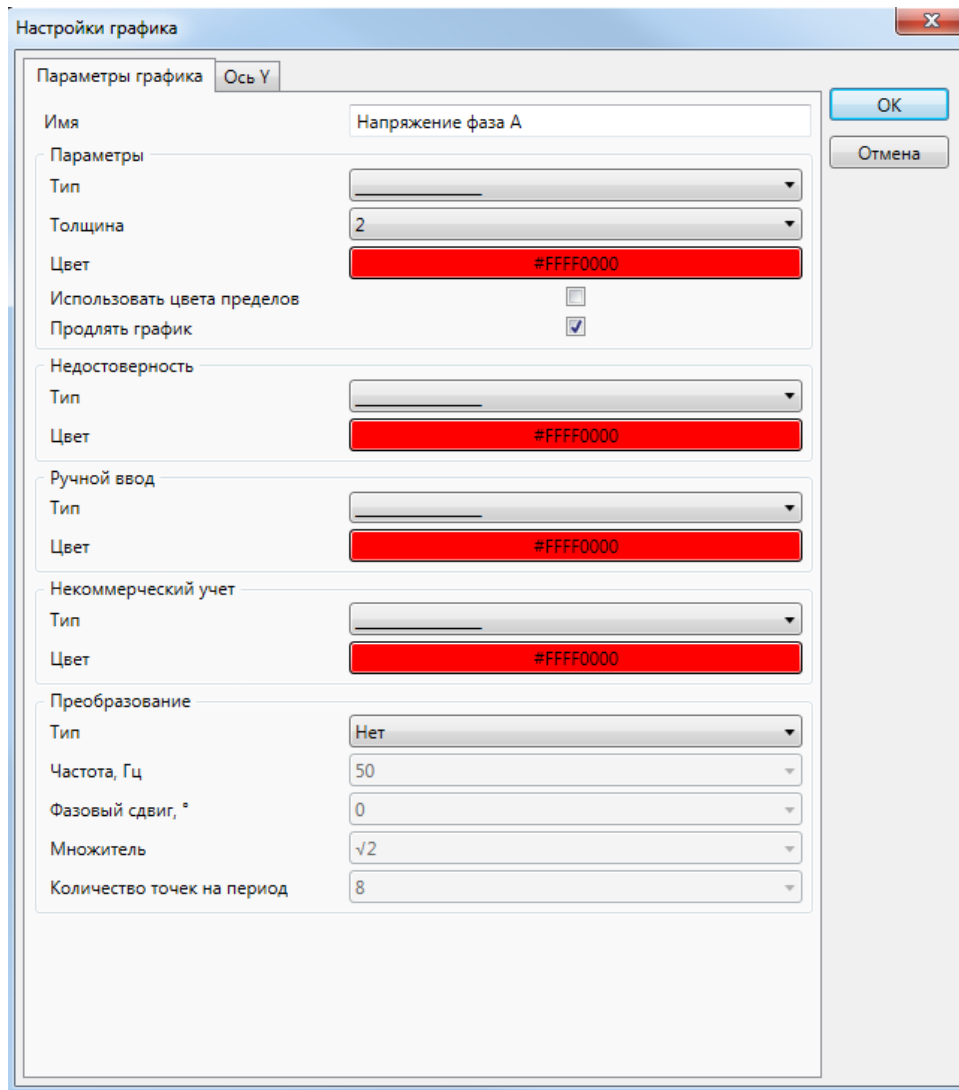 Настройки графика
Параметры графика Ось Y
OK
Имя Напряжение фаза А
Отмена
Параметры
Тип
Толщина 2
Цвет #FFFF0000
Использовать цвета пределов
Продлять график
Недостоверность
Тип
Цвет #FFFF0000
Ручной ввод
Тип
Цвет #FFFF0000
Некоммерческий учет
Тип
Цвет #FFFF0000
Преобразование
Тип Нет
Частота, Гц 50
Фазовый сдвиг, ° 0
Множитель √2
Количество точек на период 8